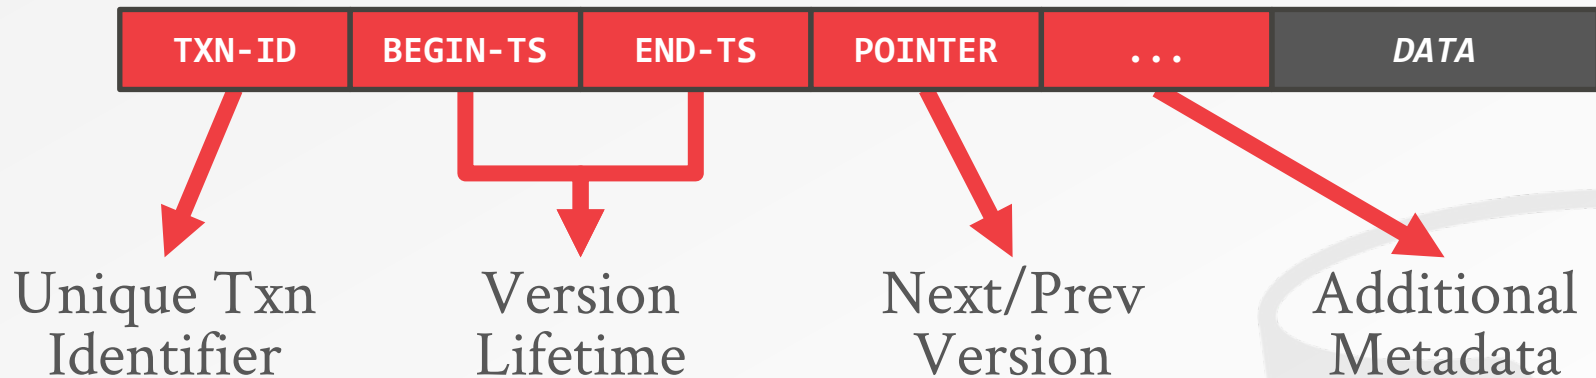 TXN-ID BEGIN-TS END-TS POINTER ... DATA
Unique Txn Identifier
Version Lifetime
Next/Prev Version
Additional Metadata